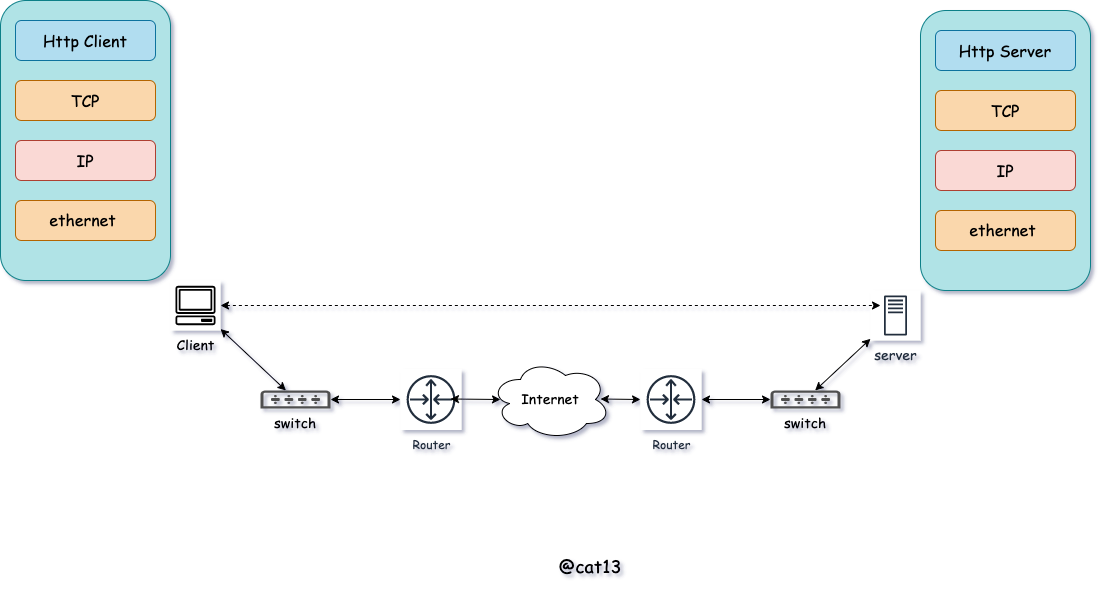 Http Client
TCP
IP
ethernet
Http Server
TCP
IP
ethernet
Client
server
switch
Router
Internet
Router
switch
@cat13